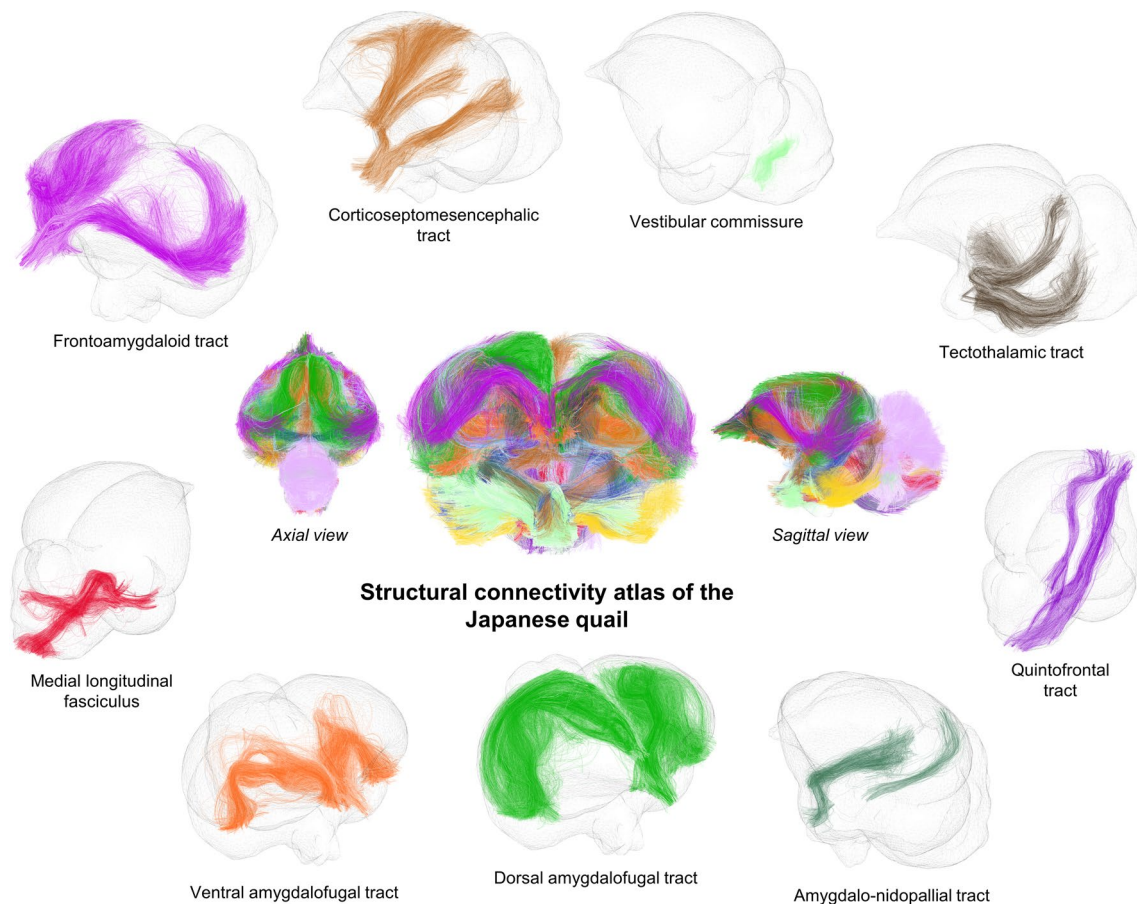 Corticoseptomesencephalic
tract
Vestibular commissure
Frontoamygdaloid tract
Tectothalamic tract
Axial view
Sagittal view
Structural connectivity atlas of the
Japanese quail
Medial longitudinal
fasciculus
Quintofrontal
tract
Ventral amygdalofugal tract
Dorsal amygdalofugal tract
Amygdalo-nidopallial tract